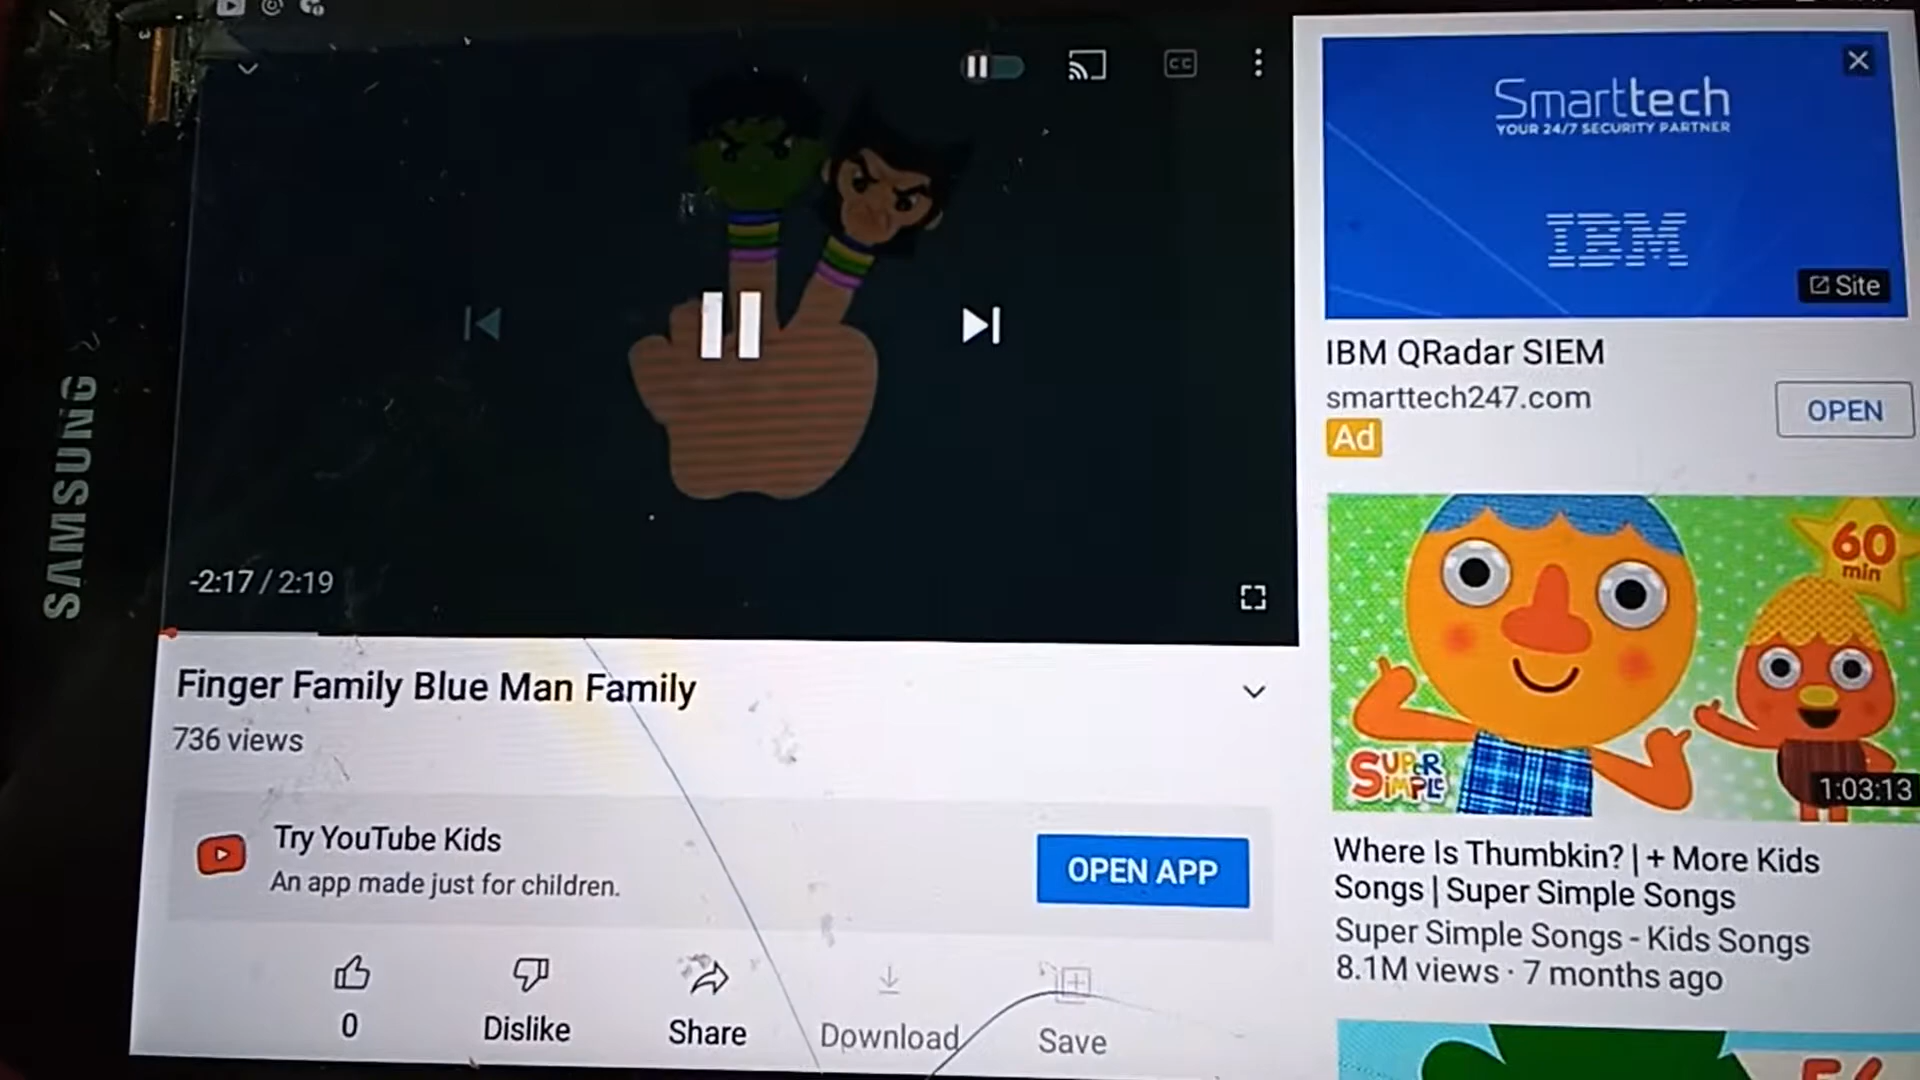 SAMSUNG
CC
-2:17 / 2:19
Finger Family Blue Man Family
736 views
Try YouTube Kids
An app made just for children.
OPEN APP
0
Dislike
Share
Download
Save
Smarttech
YOUR 24/7 SECURITY PARTNER
IBM
Site
IBM QRadar SIEM
smarttech247.com
Ad
OPEN
60
min
SUPER
SiMPLE
1:03:13
Where Is Thumbkin? | + More Kids
Songs | Super Simple Songs
Super Simple Songs - Kids Songs
8.1M views · 7 months ago